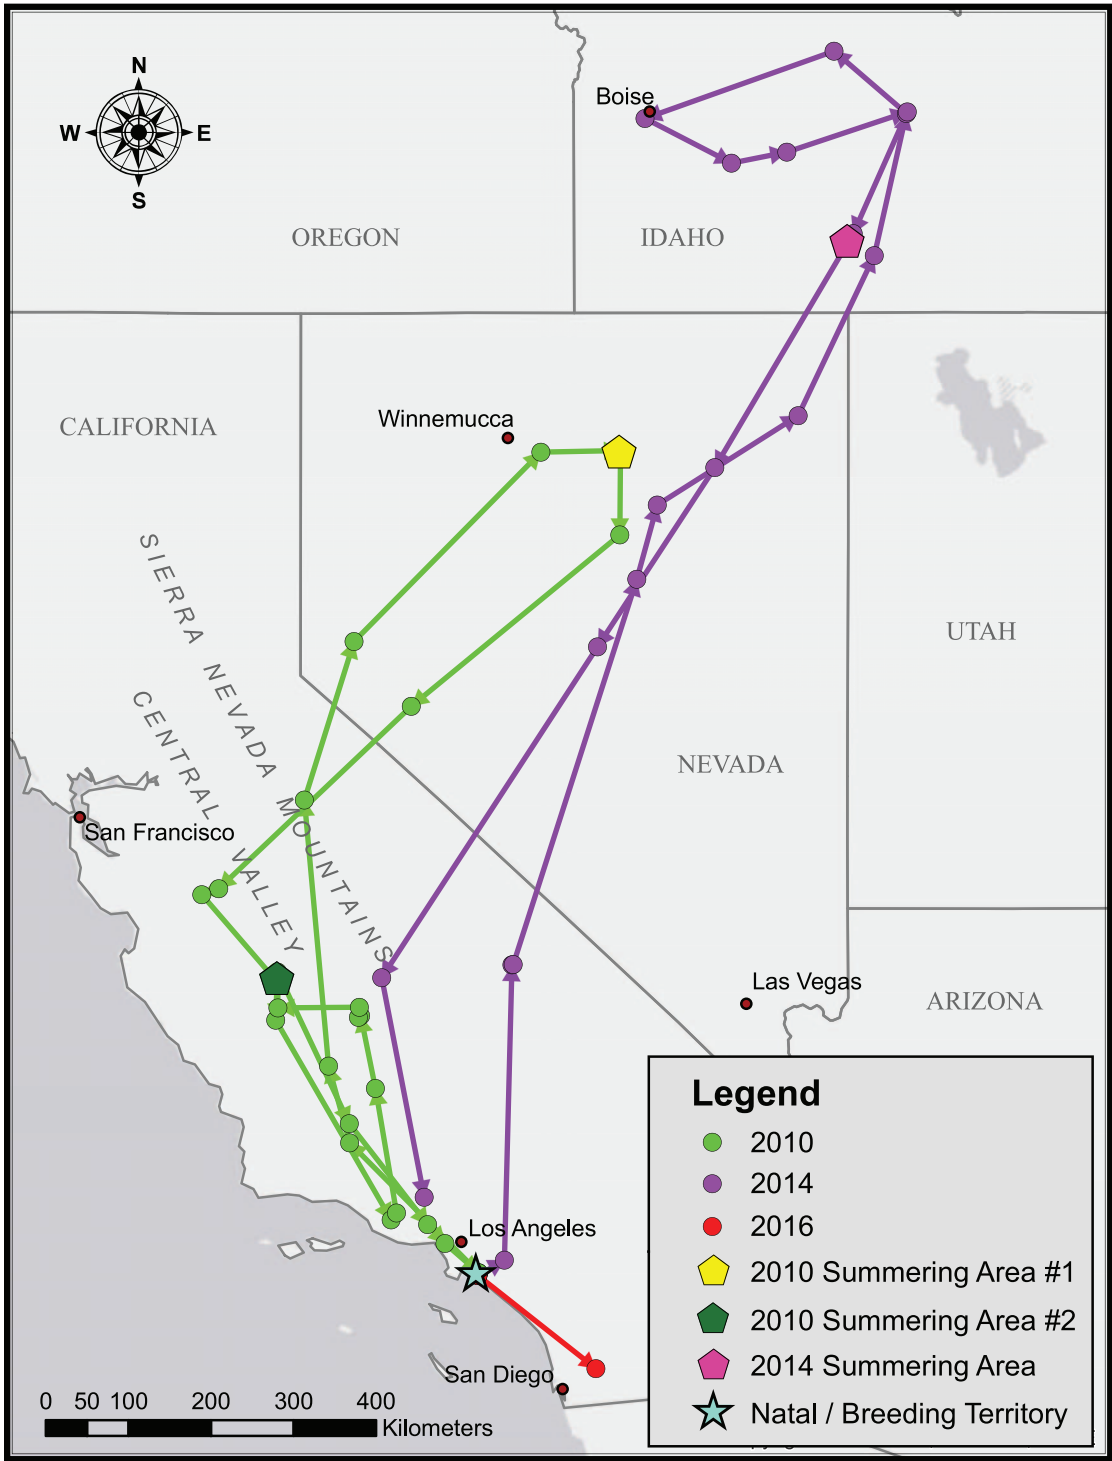 N
W
E
S
Boise
OREGON
IDAHO
Winnemucca
CALIFORNIA
SIERRA NEVADA MOUNTAINS
CENTRAL VALLEY
UTAH
NEVADA
San Francisco
Las Vegas
ARIZONA
Los Angeles
San Diego
Legend
2010
2014
2016
2010 Summering Area #1
2010 Summering Area #2
2014 Summering Area
Natal / Breeding Territory
0 50 100 200 300 400
Kilometers